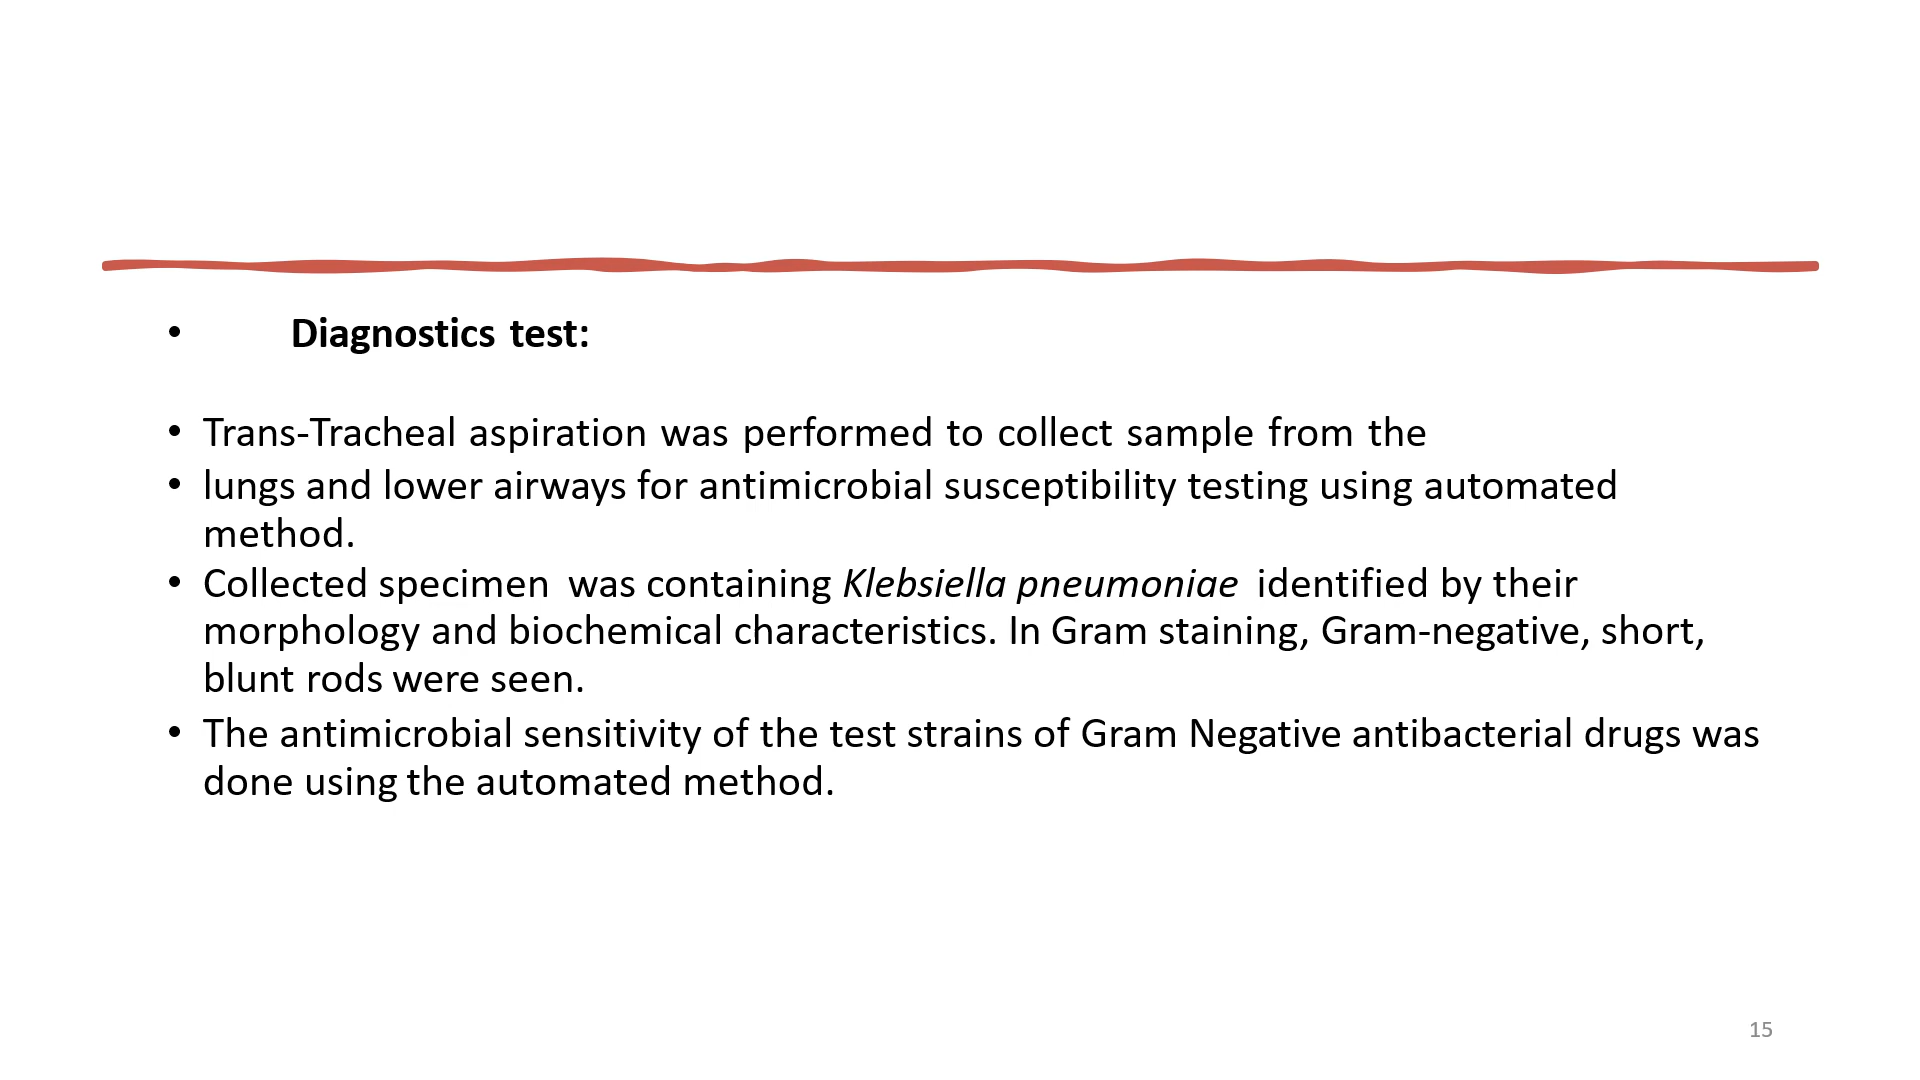 • Diagnostics test:
• Trans-Tracheal aspiration was performed to collect sample from the
• lungs and lower airways for antimicrobial susceptibility testing using automated
method.
• Collected specimen was containing Klebsiella pneumoniae identified by their
morphology and biochemical characteristics. In Gram staining, Gram-negative, short,
blunt rods were seen.
• The antimicrobial sensitivity of the test strains of Gram Negative antibacterial drugs was
done using the automated method.
15